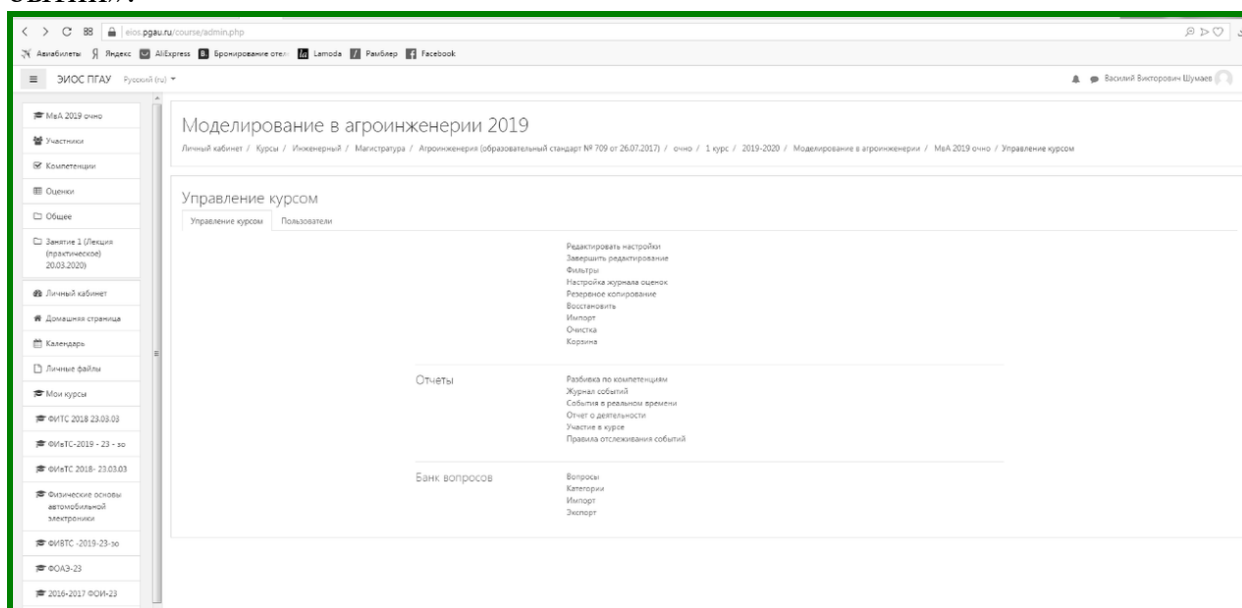 eios.pgau.ru/course/admin.php
Авиабилеты Яндекс AliExpress Бронирование отел Lamoda Рамблер Facebook
ЭИОС ПГАУ Русский (ru)
Василий Викторович Шумаев
МвА 2019 очно
Участники
Компетенции
Оценки
Общее
Занятие 1 (Лекция
(практическое)
20.03.2020)
Личный кабинет
Домашняя страница
Календарь
Личные файлы
Мои курсы
ФИТС 2018 23.03.03
ФИвТС-2019 - 23 - зо
ФИвТС 2018- 23.03.03
Физические основы
автомобильной
электроники
ФИВТС -2019-23-зо
ФОАЭ-23
2016-2017 ФОИ-23
Моделирование в агроинженерии 2019
Личный кабинет / Курсы / Инженерный / Магистратура / Агроинженерия (образовательный стандарт № 709 от 26.07.2017) / очно / 1 курс / 2019-2020 / Моделирование в агроинженерии / МвА 2019 очно / Управление курсом
Управление курсом
Управление курсом Пользователи
Редактировать настройки
Завершить редактирование
Фильтры
Настройка журнала оценок
Резервное копирование
Восстановить
Импорт
Очистка
Корзина
Отчеты
Разбивка по компетенциям
Журнал событий
События в реальном времени
Отчет о деятельности
Участие в курсе
Правила отслеживания событий
Банк вопросов
Вопросы
Категории
Импорт
Экспорт